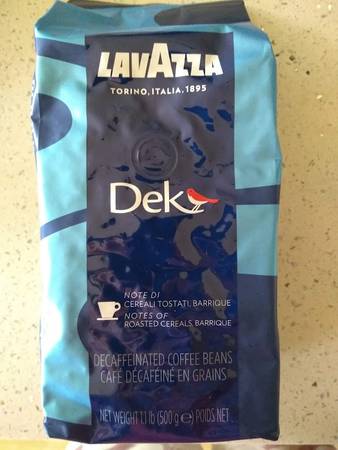 LAVAZZA
TORINO, ITALIA, 1895
Dek
NOTE DI
CEREALI TOSTATI, BARRIQUE
NOTES OF
ROASTED CEREALS, BARRIQUE
DECAFFEINATED COFFEE BEANS
CAFÉ DÉCAFÉINÉ EN GRAINS
NET WEIGHT 1.1 lb (500 g ℮) POIDS NET